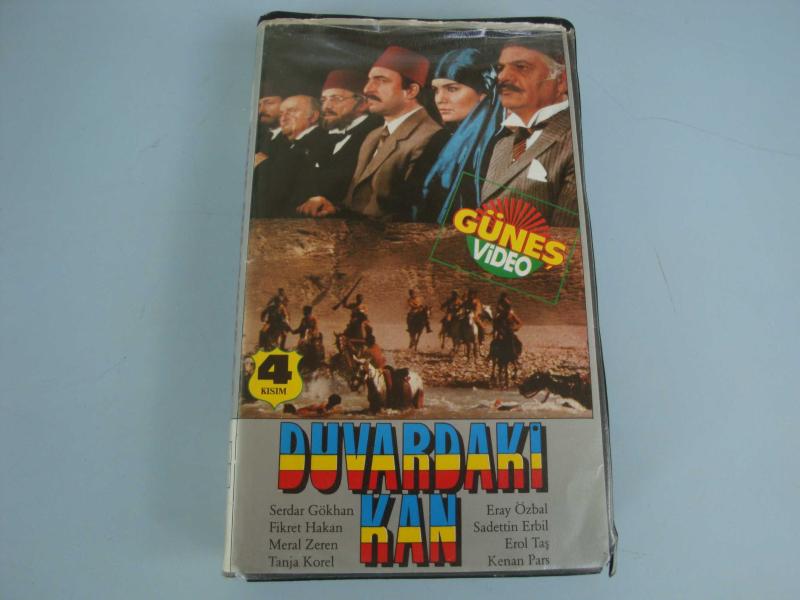 GÜNEŞ
VİDEO
4
KISIM
DUVARDAKİ
KAN
Serdar Gökhan
Fikret Hakan
Meral Zeren
Tanja Korel
Eray Özbal
Sadettin Erbil
Erol Taş
Kenan Pars